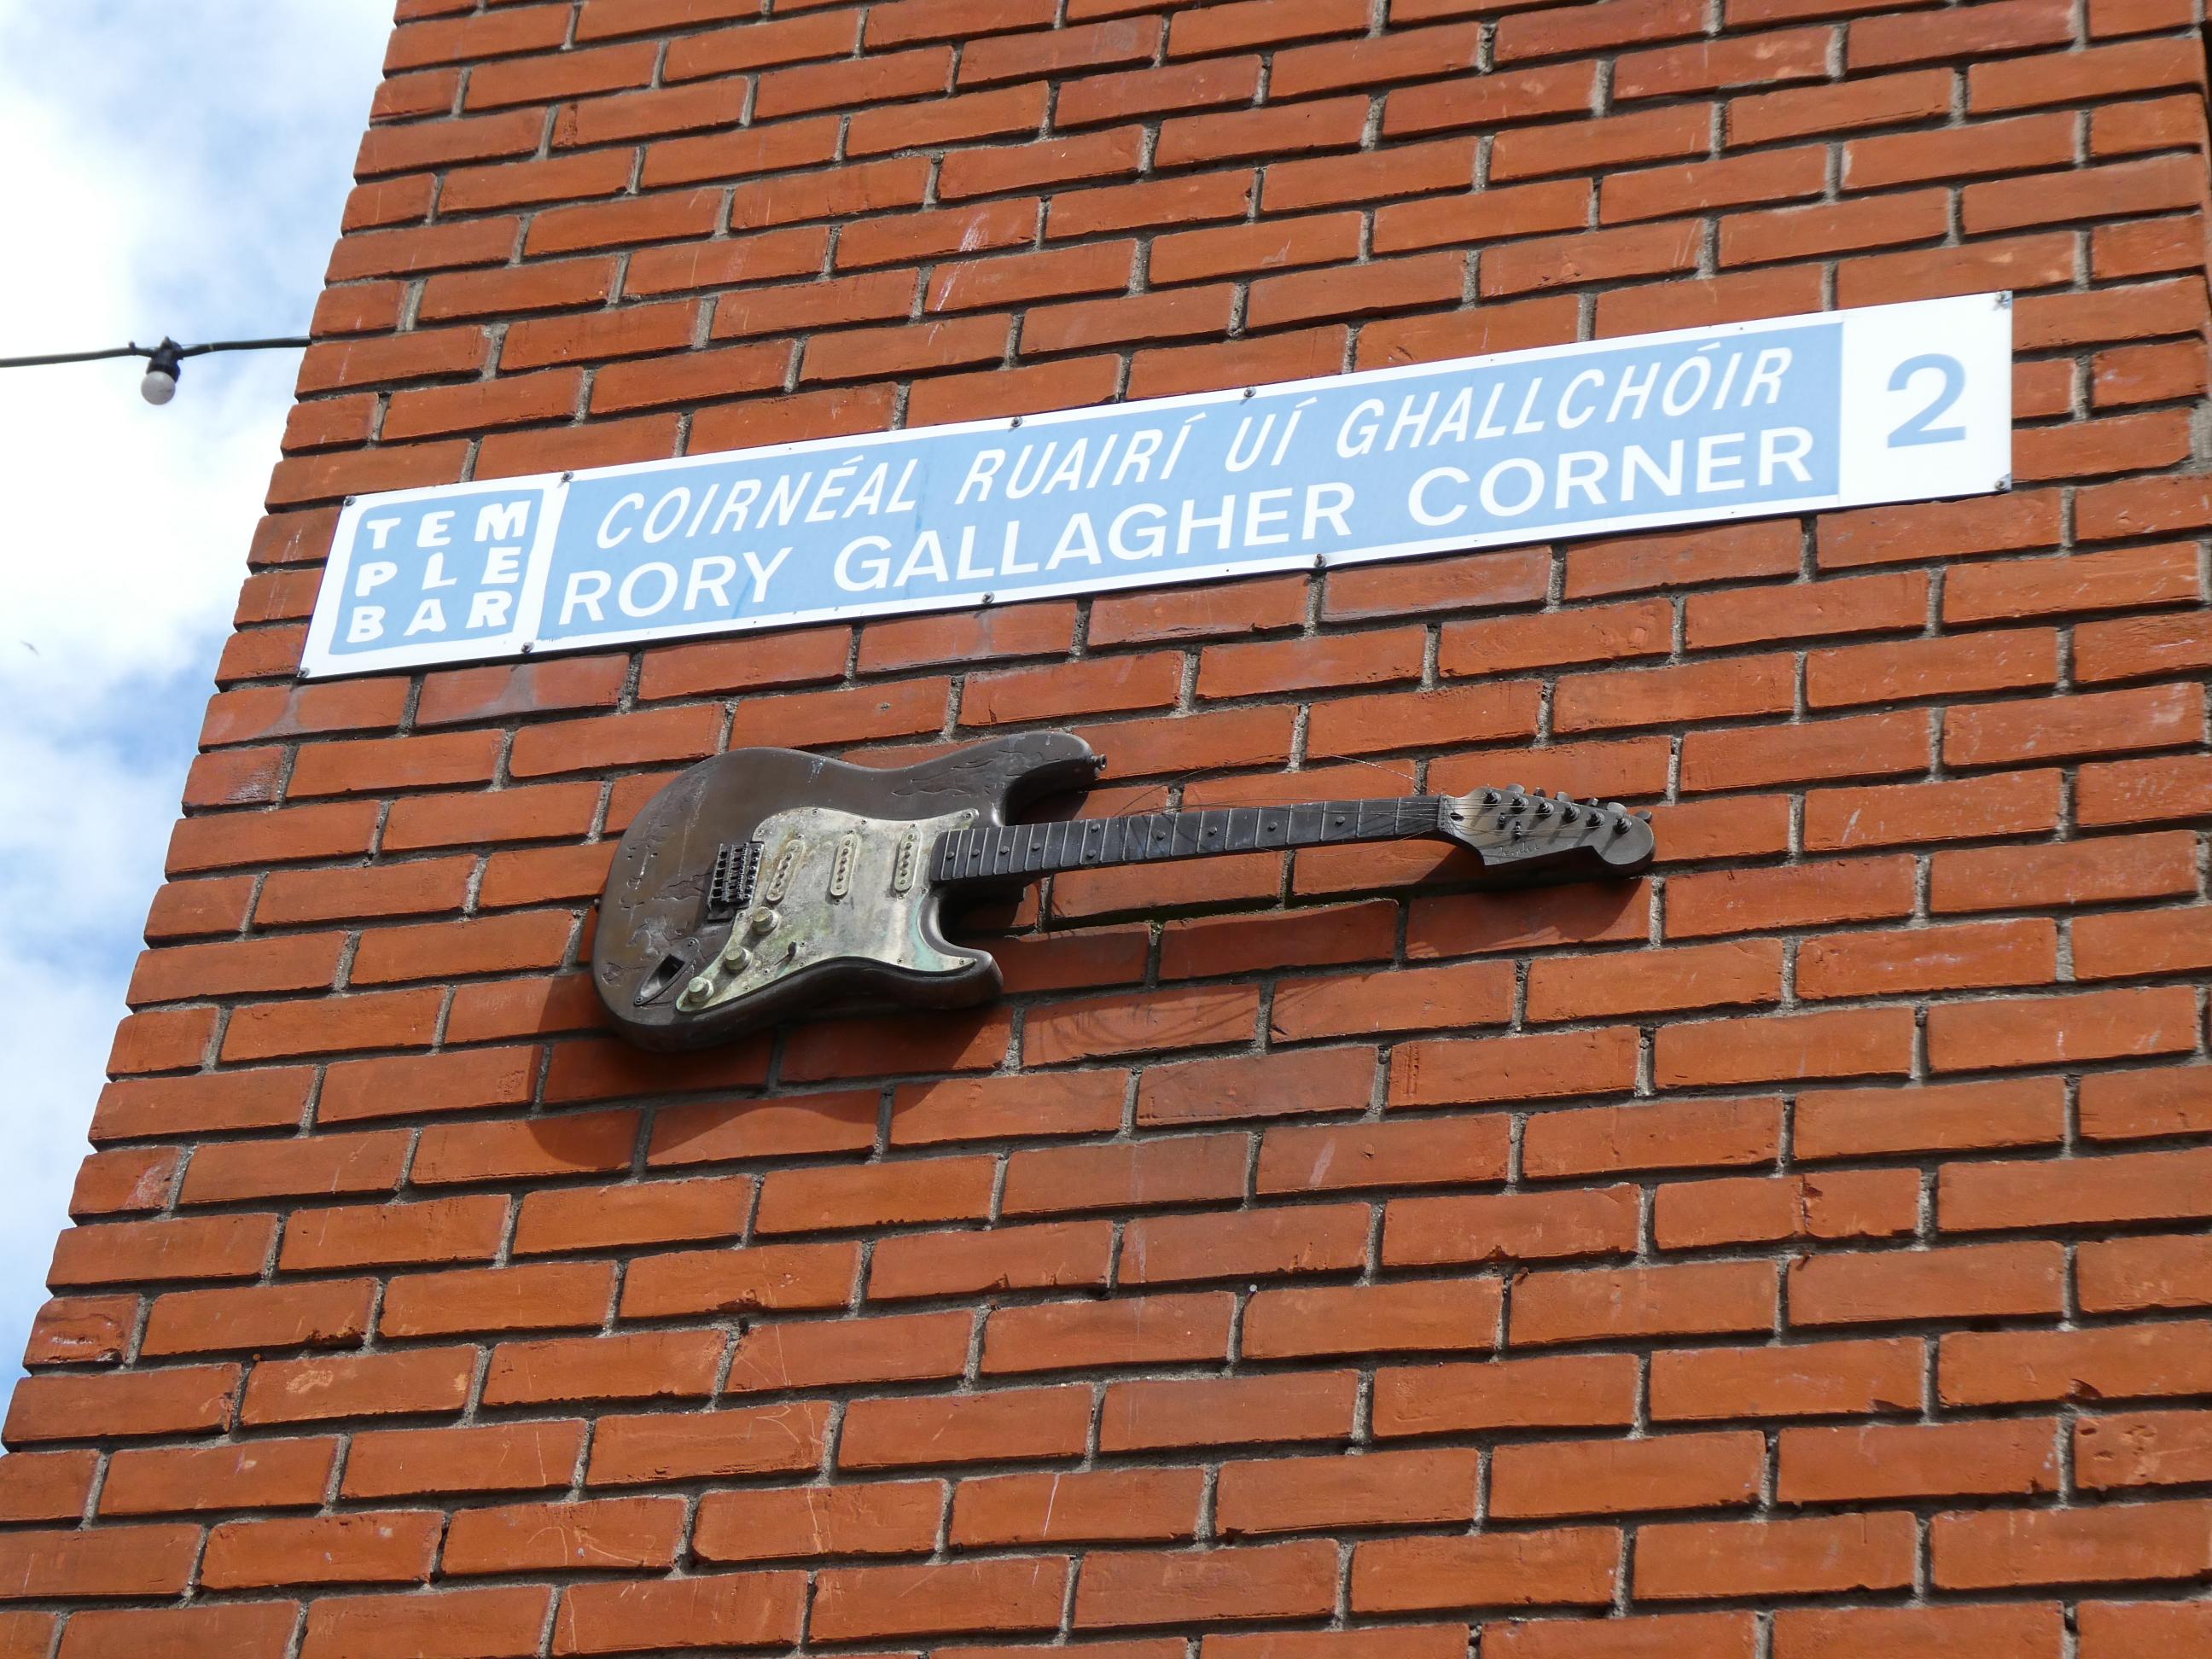 TEM
PLE
BAR
COIRNÉAL RUAIRÍ UÍ GHALLCHÓIR
RORY GALLAGHER CORNER
2